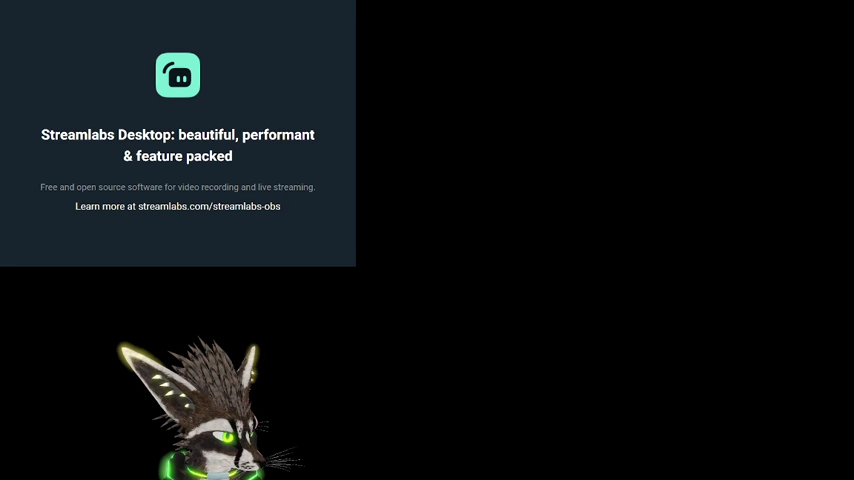 Streamlabs Desktop: beautiful, performant
& feature packed
Free and open source software for video recording and live streaming.
Learn more at streamlabs.com/streamlabs-obs